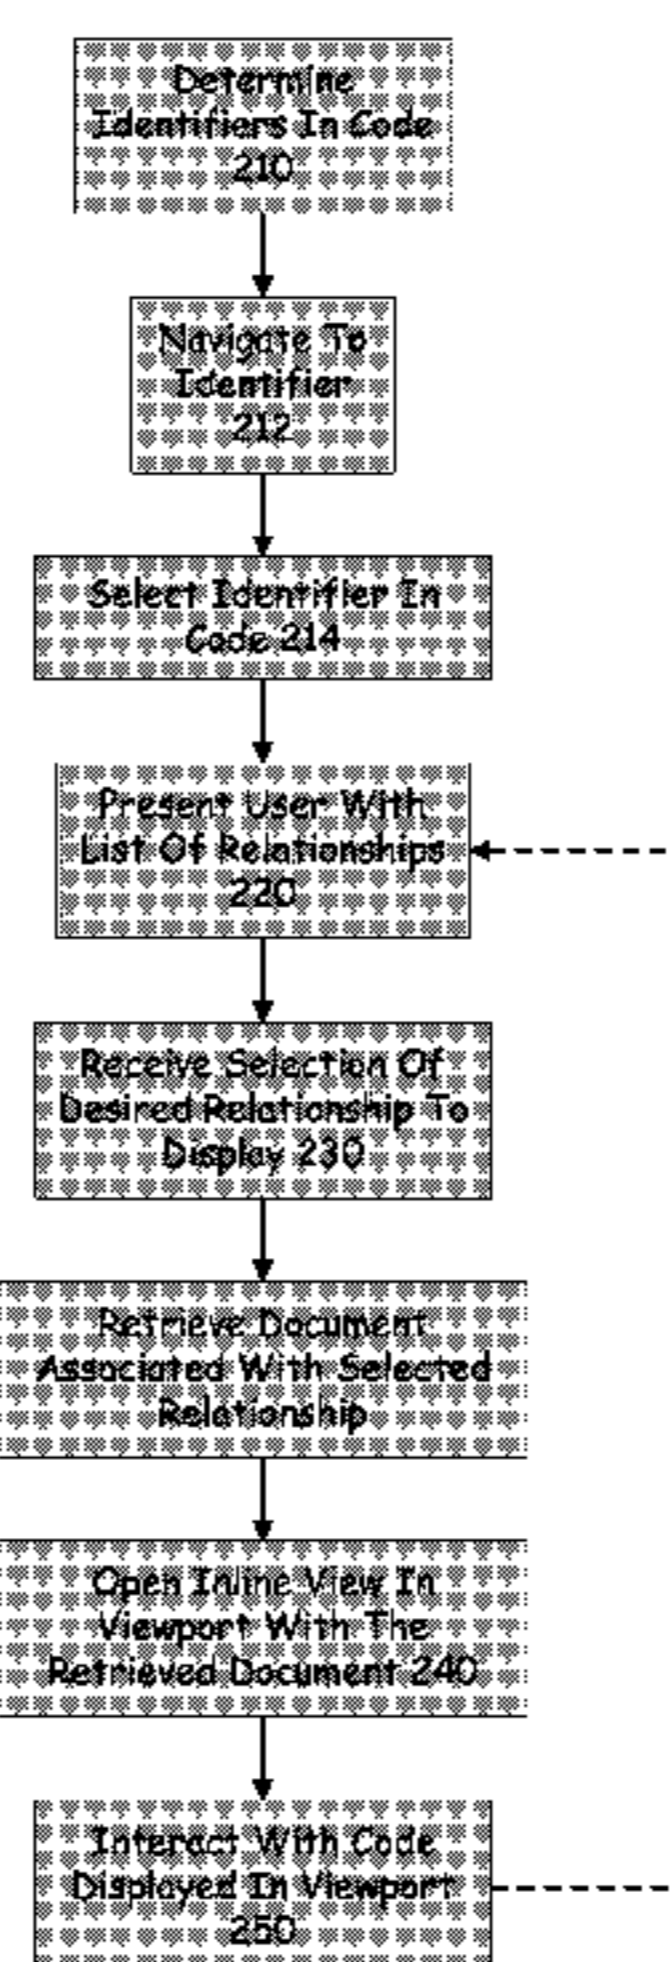 Determine
Identifiers In Code
210
Navigate To
Identifier
212
Select Identifier In
Code 214
Present User With
List Of Relationships
220
Receive Selection Of
Desired Relationship To
Display 230
Retrieve Document
Associated With Selected
Relationship
Open Inline View In
Viewport With The
Retrieved Document 240
Interact With Code
Displayed In Viewport
250